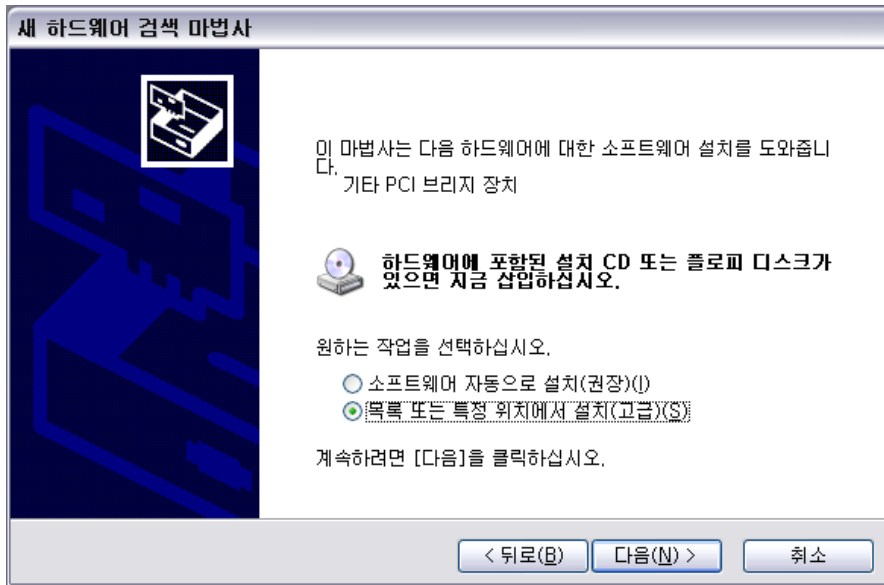 새 하드웨어 검색 마법사
이 마법사는 다음 하드웨어에 대한 소프트웨어 설치를 도와줍니
다.
기타 PCI 브리지 장치
하드웨어에 포함된 설치 CD 또는 플로피 디스크가
있으면 지금 삽입하십시오.
원하는 작업을 선택하십시오.
소프트웨어 자동으로 설치(권장)(I)
목록 또는 특정 위치에서 설치(고급)(S)
계속하려면 [다음]을 클릭하십시오.
< 뒤로(B) 다음(N) > 취소